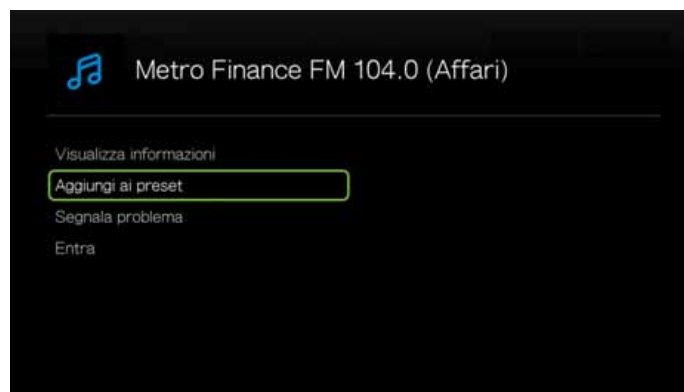 Metro Finance FM 104.0 (Affari)
Visualizza informazioni
Aggiungi ai preset
Segnala problema
Entra